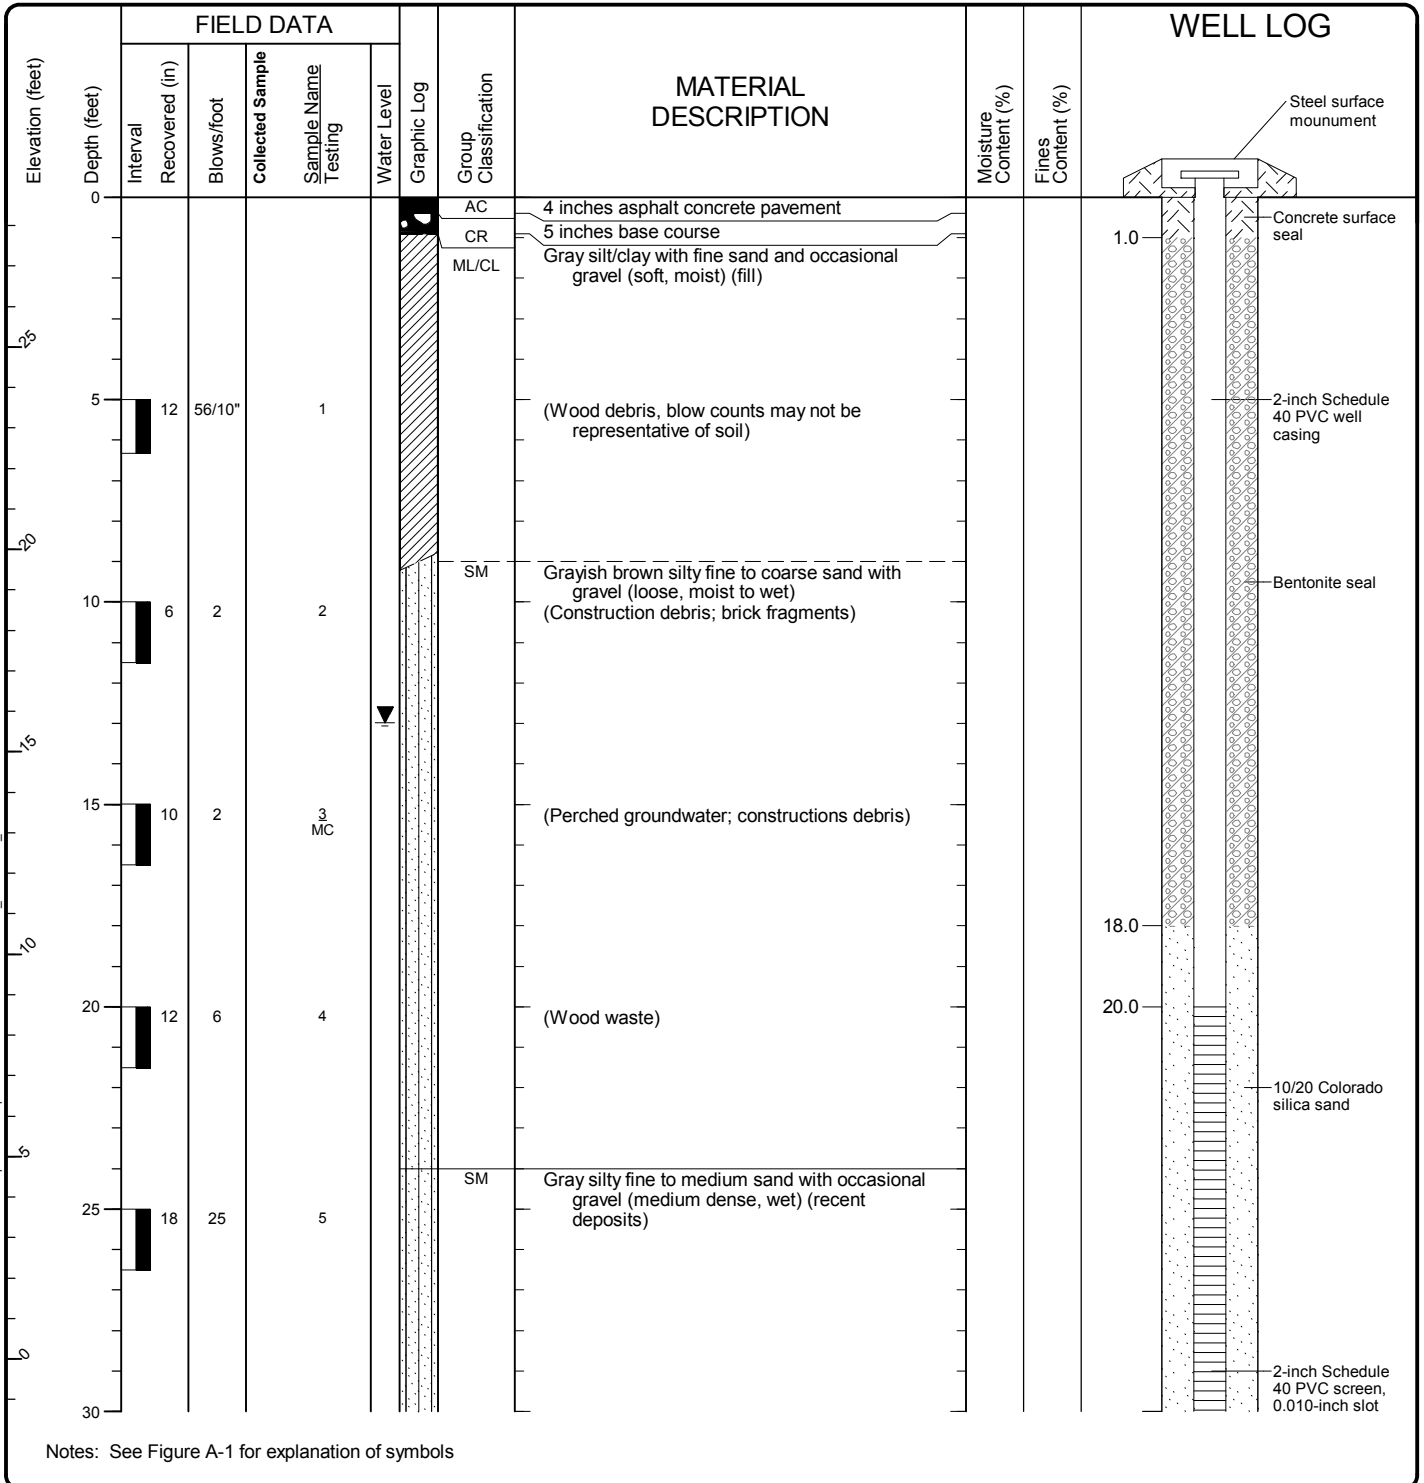 FIELD DATA
WELL LOG
Elevation (feet)
Depth (feet)
Interval
Recovered (in)
Blows/foot
Collected Sample
Sample Name
Testing
Water Level
Graphic Log
Group
Classification
MATERIAL
DESCRIPTION
Moisture
Content (%)
Fines
Content (%)
Steel surface
mounument
0
AC
4 inches asphalt concrete pavement
Concrete surface
seal
CR
5 inches base course
1.0
ML/CL
Gray silt/clay with fine sand and occasional
gravel (soft, moist) (fill)
25
5
12
56/10"
1
(Wood debris, blow counts may not be
representative of soil)
2-inch Schedule
40 PVC well
casing
20
SM
Grayish brown silty fine to coarse sand with
gravel (loose, moist to wet)
Bentonite seal
10
6
2
2
(Construction debris; brick fragments)
15
15
10
2
3
MC
(Perched groundwater; constructions debris)
18.0
10
20
12
6
4
(Wood waste)
20.0
10/20 Colorado
silica sand
5
SM
Gray silty fine to medium sand with occasional
gravel (medium dense, wet) (recent
deposits)
25
18
25
5
0
2-inch Schedule
40 PVC screen,
0.010-inch slot
30
Notes: See Figure A-1 for explanation of symbols